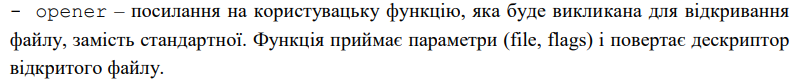 - opener – посилання на користувацьку функцію, яка буде викликана для відкривання
файлу, замість стандартної. Функція приймає параметри (file, flags) і повертає дескриптор
відкритого файлу.